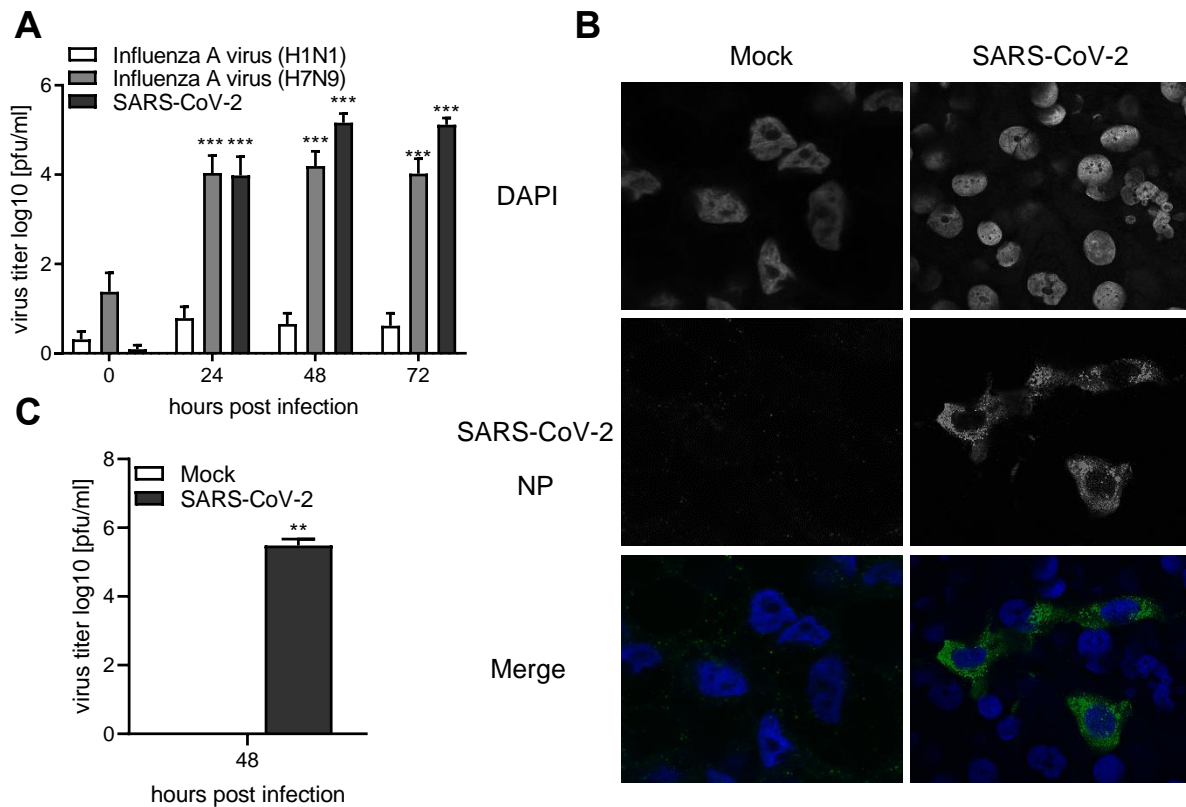 A
Influenza A virus (H1N1)
Influenza A virus (H7N9)
SARS-CoV-2
virus titer log10 [pfu/ml]
6
4
2
0
***
***
***
***
***
***
0
24
48
72
hours post infection
B
Mock
SARS-CoV-2
DAPI
SARS-CoV-2
NP
Merge
C
Mock
SARS-CoV-2
virus titer log10 [pfu/ml]
8
6
4
2
0
**
48
hours post infection